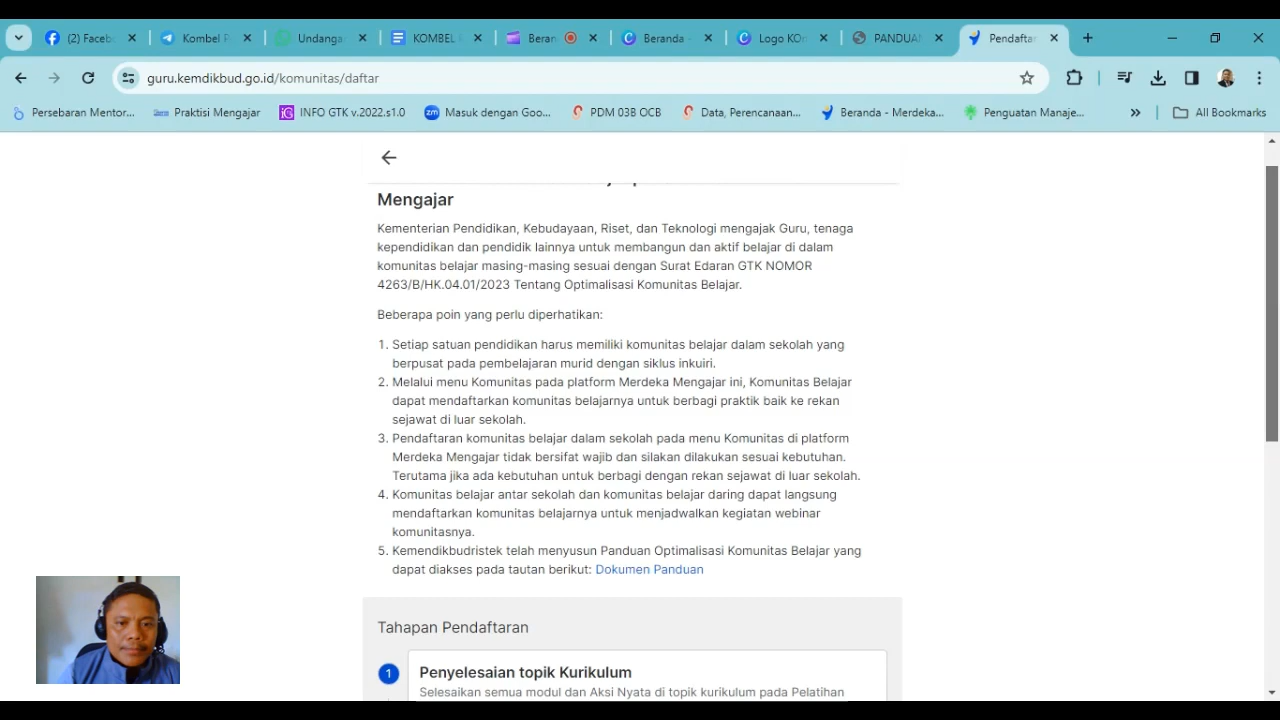 (2) Faceb
Kombel P
Undanga
KOMBEL
Beran
Beranda
Logo KO
PANDUA
Pendafta
guru.kemdikbud.go.id/komunitas/daftar
Persebaran Mentor...
Praktisi Mengajar
INFO GTK v.2022.s1.0
Masuk dengan Goo...
PDM 03B OCB
Data, Perencanaan...
Beranda - Merdeka...
Penguatan Manaje...
All Bookmarks
Mengajar
Kementerian Pendidikan, Kebudayaan, Riset, dan Teknologi mengajak Guru, tenaga
kependidikan dan pendidik lainnya untuk membangun dan aktif belajar di dalam
komunitas belajar masing-masing sesuai dengan Surat Edaran GTK NOMOR
4263/B/HK.04.01/2023 Tentang Optimalisasi Komunitas Belajar.
Beberapa poin yang perlu diperhatikan:
1. Setiap satuan pendidikan harus memiliki komunitas belajar dalam sekolah yang
berpusat pada pembelajaran murid dengan siklus inkuiri.
2. Melalui menu Komunitas pada platform Merdeka Mengajar ini, Komunitas Belajar
dapat mendaftarkan komunitas belajarnya untuk berbagi praktik baik ke rekan
sejawat di luar sekolah.
3. Pendaftaran komunitas belajar dalam sekolah pada menu Komunitas di platform
Merdeka Mengajar tidak bersifat wajib dan silakan dilakukan sesuai kebutuhan.
Terutama jika ada kebutuhan untuk berbagi dengan rekan sejawat di luar sekolah.
4. Komunitas belajar antar sekolah dan komunitas belajar daring dapat langsung
mendaftarkan komunitas belajarnya untuk menjadwalkan kegiatan webinar
komunitasnya.
5. Kemendikbudristek telah menyusun Panduan Optimalisasi Komunitas Belajar yang
dapat diakses pada tautan berikut: Dokumen Panduan
Tahapan Pendaftaran
1
Penyelesaian topik Kurikulum
Selesaikan semua modul dan Aksi Nyata di topik kurikulum pada Pelatihan